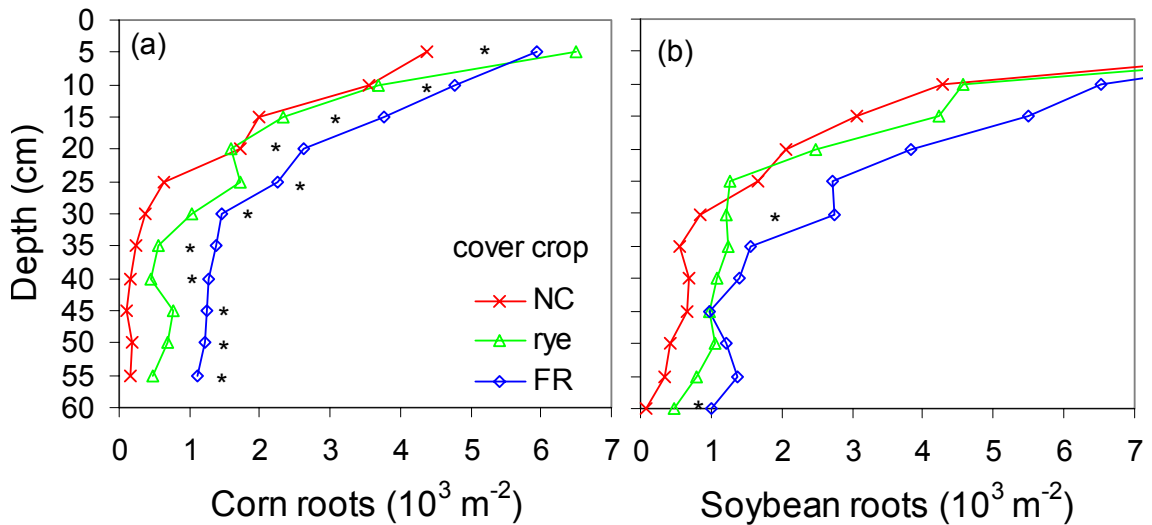 (a)
(b)
Depth (cm)
0
5
10
15
20
25
30
35
40
45
50
55
60
*
*
*
*
*
*
*
*
*
*
*
cover crop
NC
rye
FR
*
*
0 1 2 3 4 5 6 7
0 1 2 3 4 5 6 7
Corn roots (10³ m⁻²)
Soybean roots (10³ m⁻²)